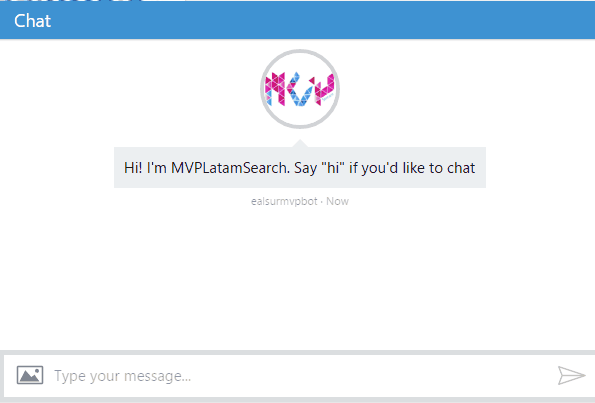 Chat
MVP
Hi! I'm MVPLatamSearch. Say "hi" if you'd like to chat
ealsurmvpbot · Now
Type your message...